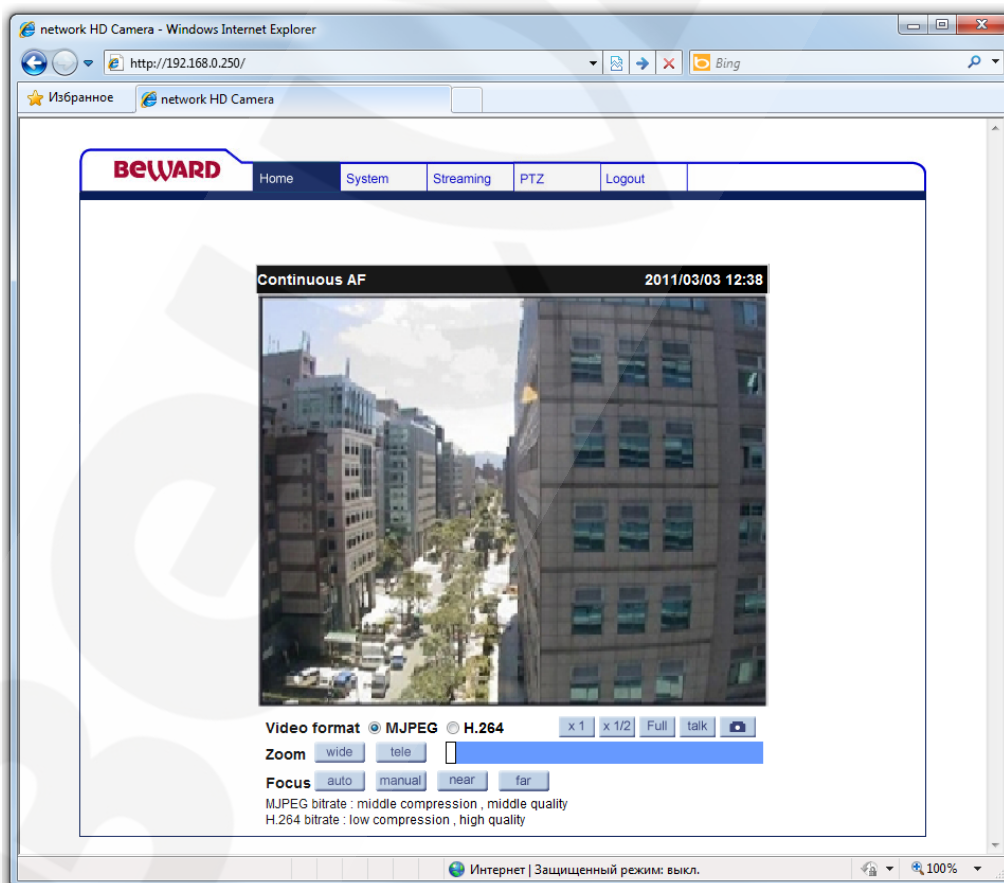 network HD Camera - Windows Internet Explorer
http://192.168.0.250/
Bing
Избранное
network HD Camera
BEWARD
Home System Streaming PTZ Logout
Continuous AF 2011/03/03 12:38
Video format MJPEG H.264 x 1 x 1/2 Full talk
Zoom wide tele
Focus auto manual near far
MJPEG bitrate : middle compression , middle quality
H.264 bitrate : low compression , high quality
Интернет | Защищенный режим: выкл. 100%